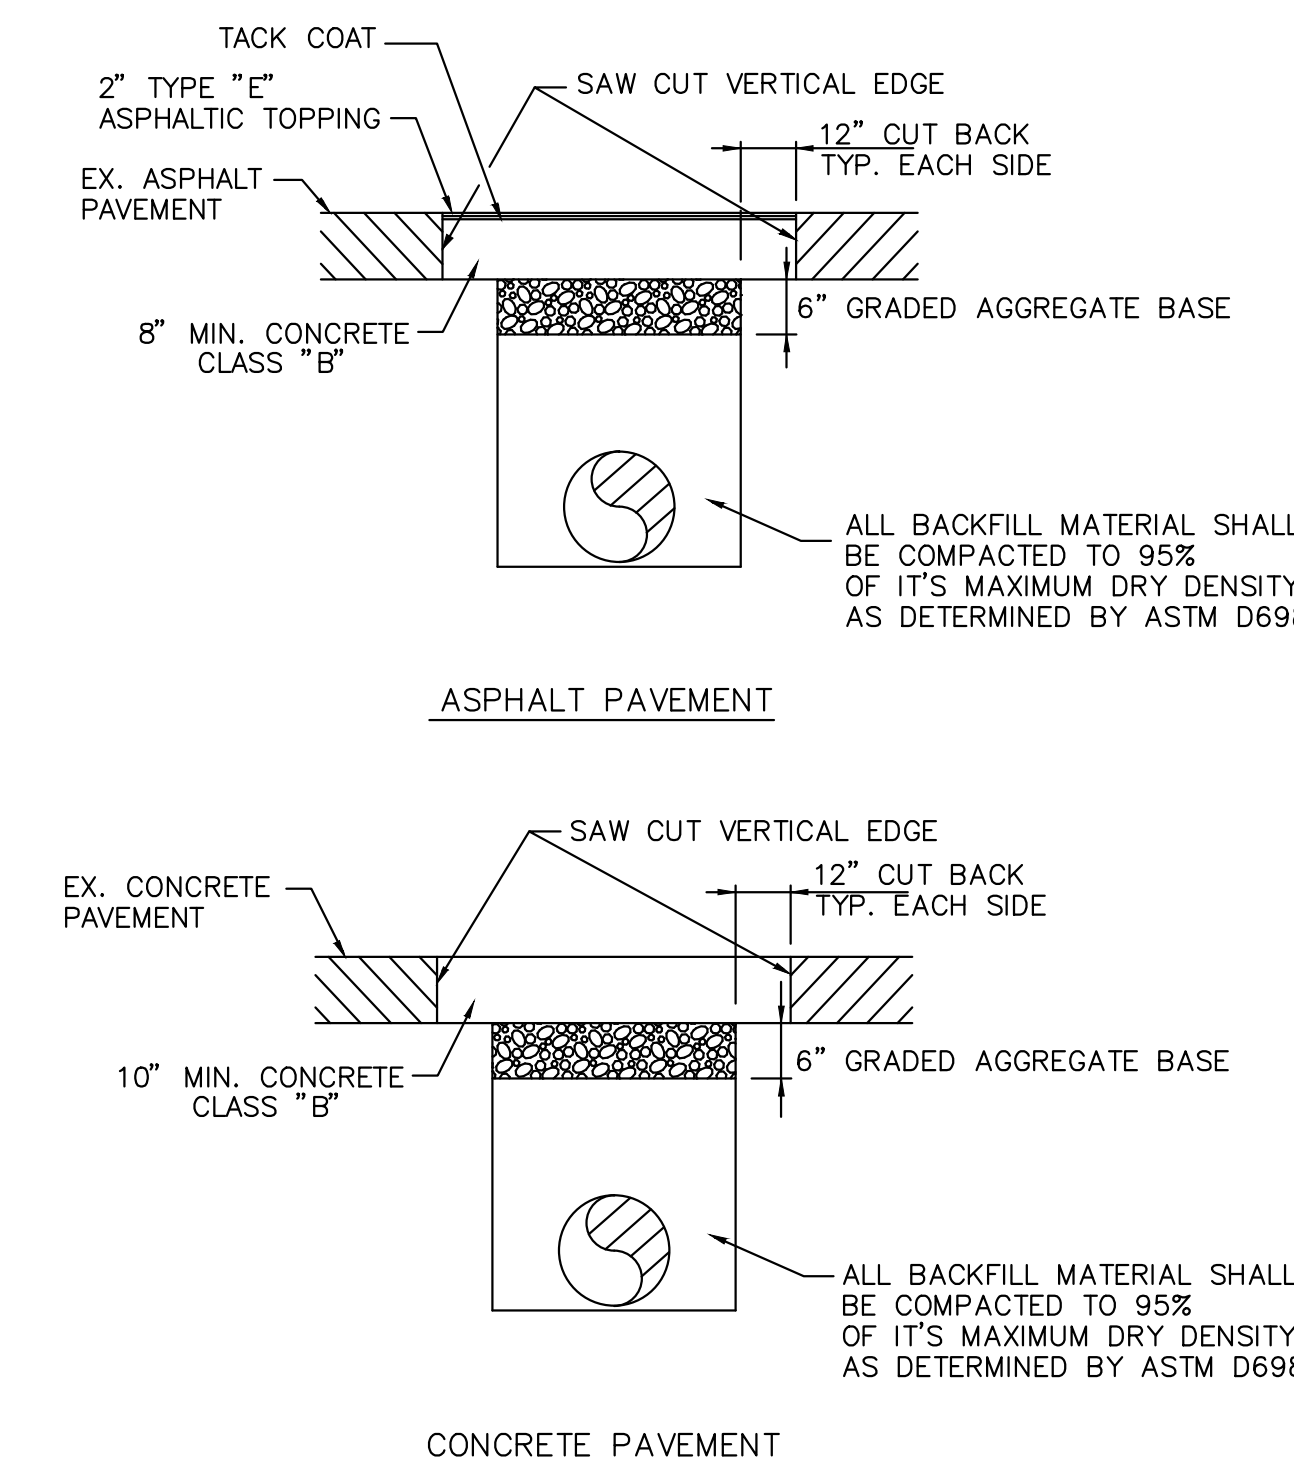 TACK COAT
2" TYPE "E"
ASPHALTIC TOPPING
SAW CUT VERTICAL EDGE
12" CUT BACK
TYP. EACH SIDE
EX. ASPHALT
PAVEMENT
6" GRADED AGGREGATE BASE
8" MIN. CONCRETE
CLASS "B"
ALL BACKFILL MATERIAL SHALL
BE COMPACTED TO 95%
OF IT'S MAXIMUM DRY DENSITY
AS DETERMINED BY ASTM D698
ASPHALT PAVEMENT
SAW CUT VERTICAL EDGE
12" CUT BACK
TYP. EACH SIDE
EX. CONCRETE
PAVEMENT
6" GRADED AGGREGATE BASE
10" MIN. CONCRETE
CLASS "B"
ALL BACKFILL MATERIAL SHALL
BE COMPACTED TO 95%
OF IT'S MAXIMUM DRY DENSITY
AS DETERMINED BY ASTM D698
CONCRETE PAVEMENT